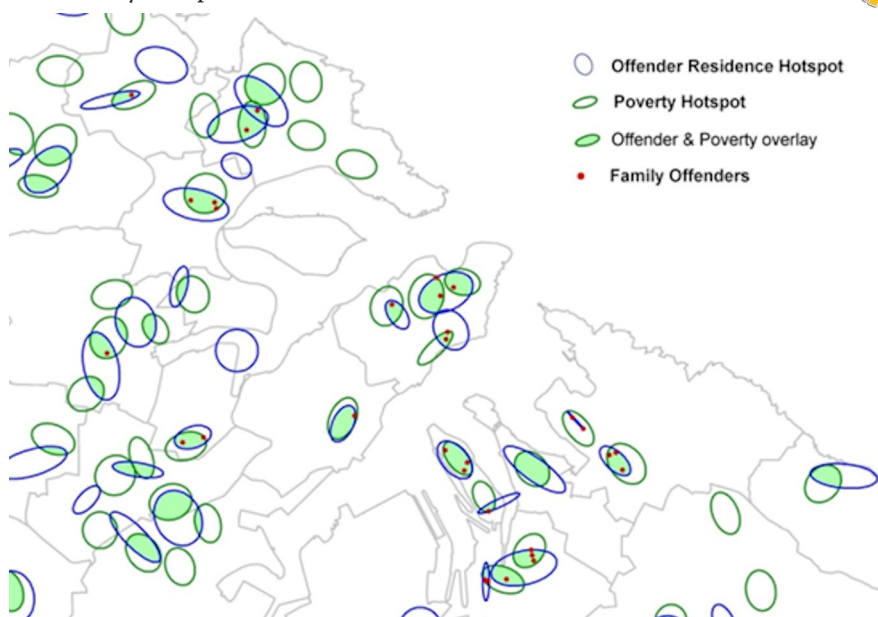 Offender Residence Hotspot
Poverty Hotspot
Offender & Poverty overlay
Family Offenders